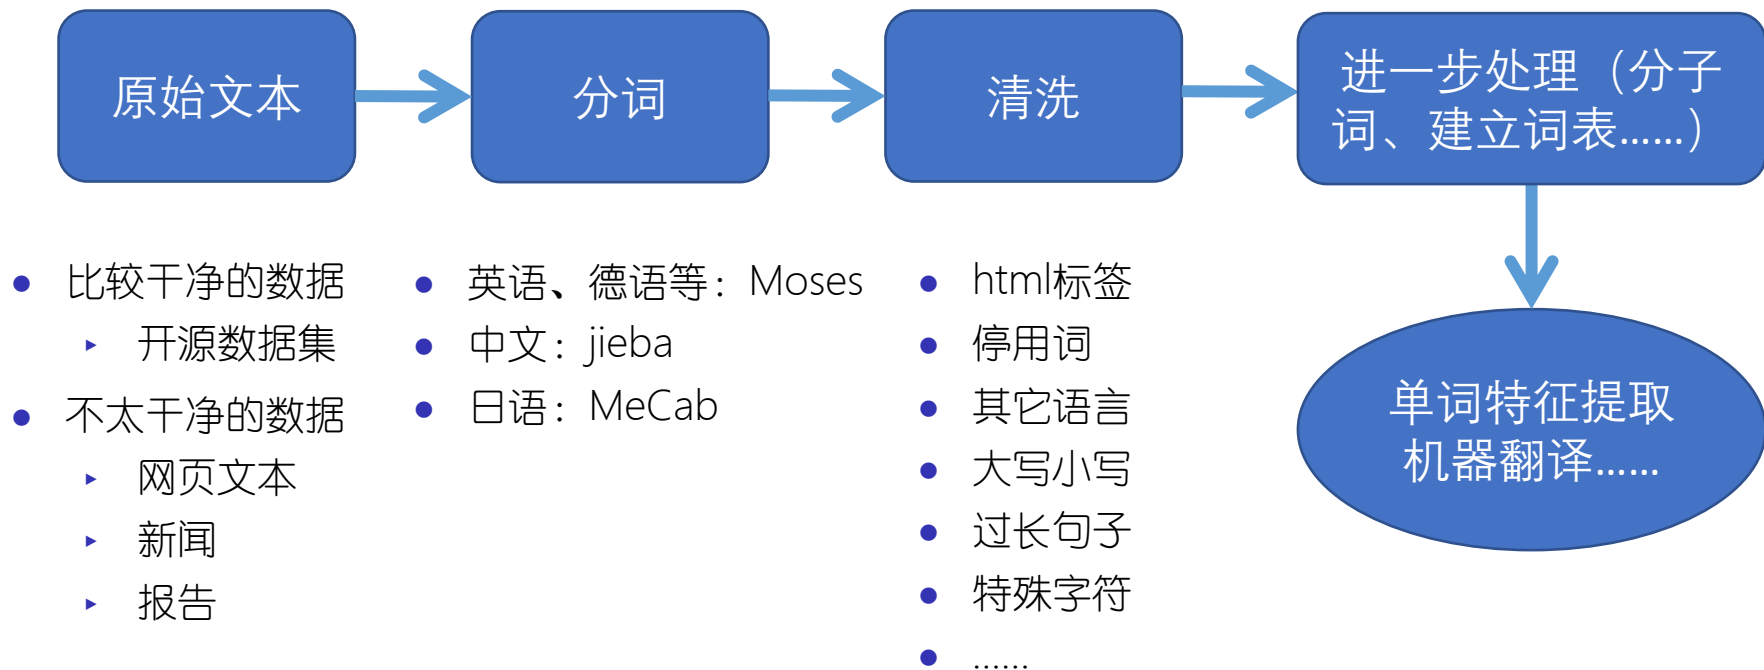 原始文本
分词
清洗
进一步处理（分子
词、建立词表......）
比较干净的数据
开源数据集
不太干净的数据
网页文本
新闻
报告
英语、德语等：Moses
中文：jieba
日语：MeCab
html标签
停用词
其它语言
大写小写
过长句子
特殊字符
......
单词特征提取
机器翻译......